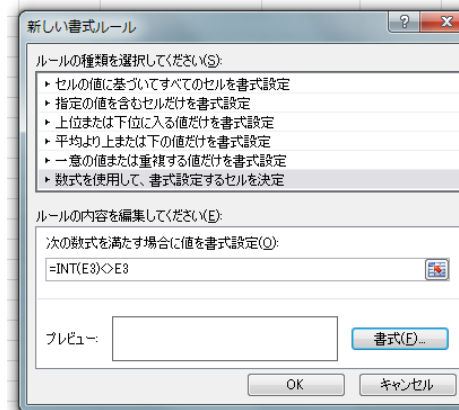 新しい書式ルール
ルールの種類を選択してください(S):
セルの値に基づいてすべてのセルを書式設定
指定の値を含むセルだけを書式設定
上位または下位に入る値だけを書式設定
平均より上または下の値だけを書式設定
一意の値または重複する値だけを書式設定
数式を使用して、書式設定するセルを決定
ルールの内容を編集してください(E):
次の数式を満たす場合に値を書式設定(O):
=INT(E3)<>E3
プレビュー:
書式(F)...
OK キャンセル